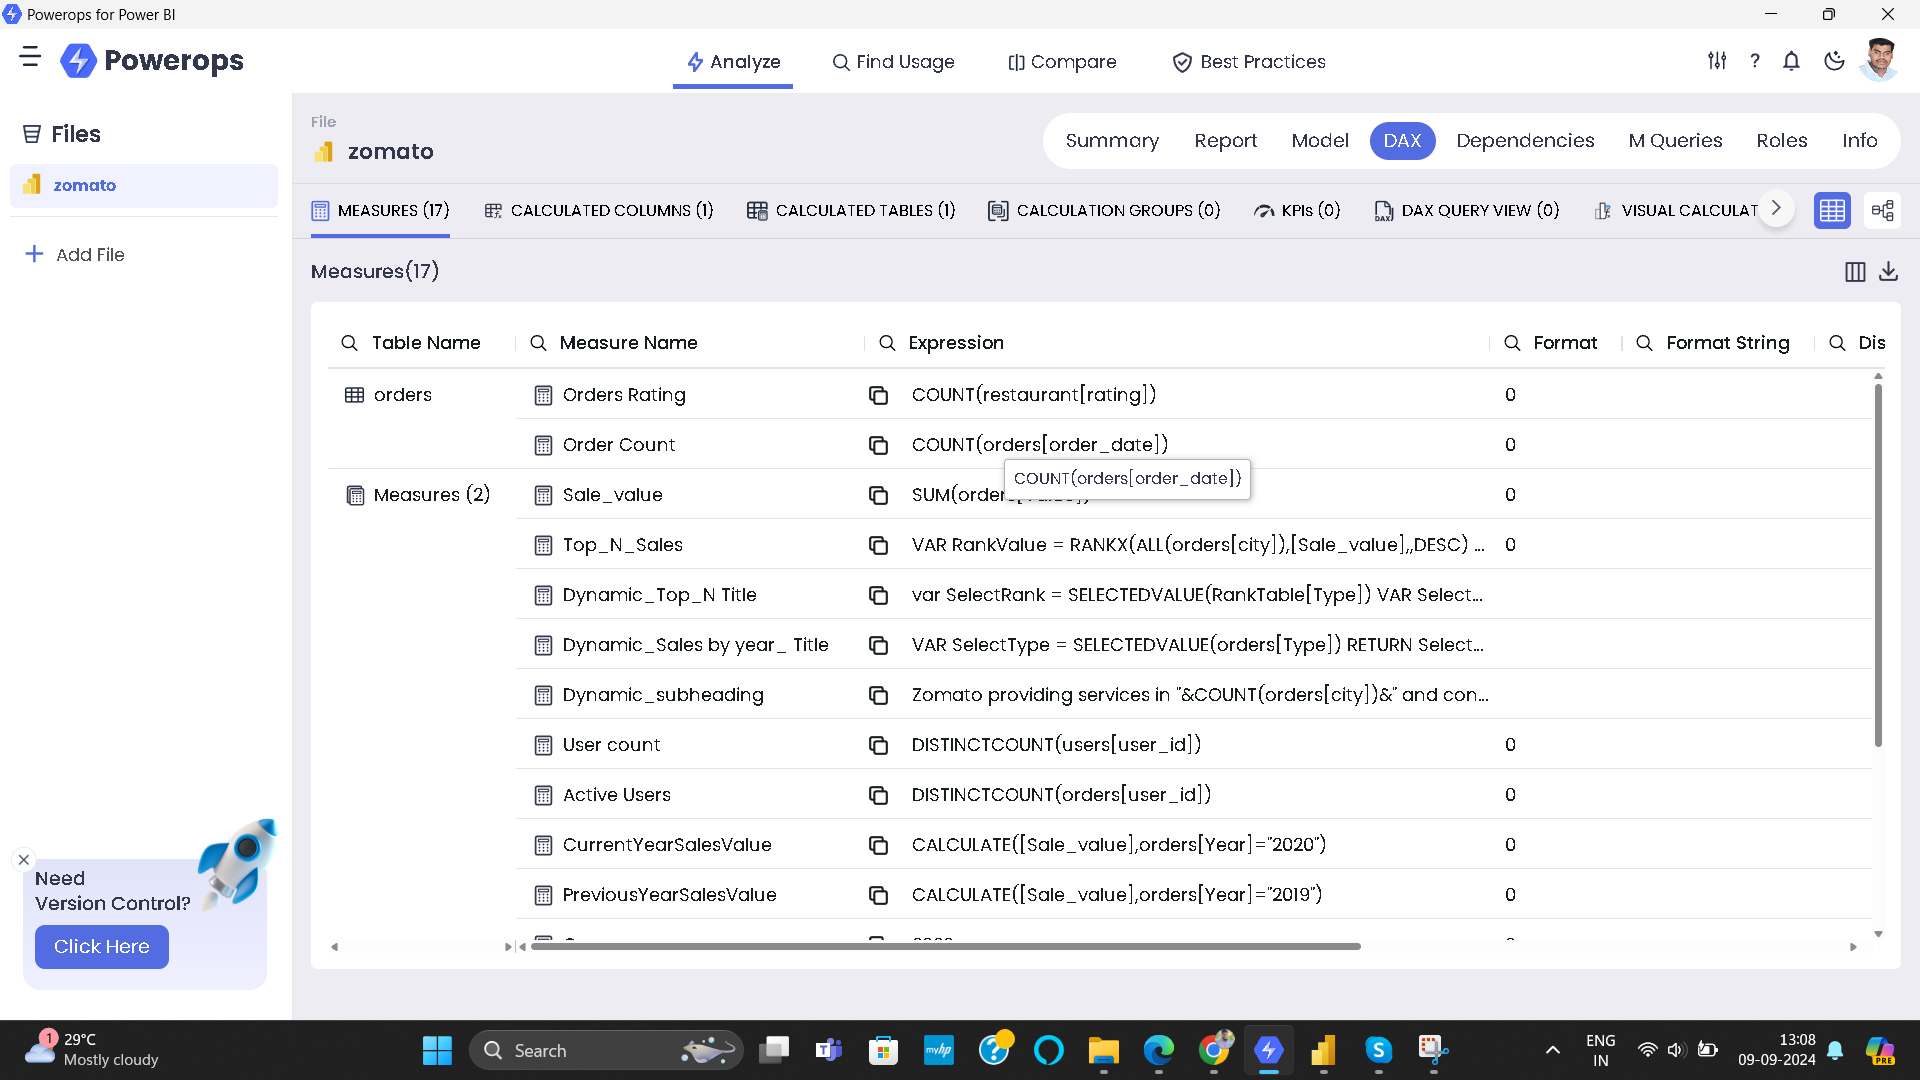 Powerops for Power BI
Powerops
Analyze
Find Usage
Compare
Best Practices
?
Files
zomato
Add File
File
zomato
Summary
Report
Model
DAX
Dependencies
M Queries
Roles
Info
MEASURES (17)
CALCULATED COLUMNS (1)
CALCULATED TABLES (1)
CALCULATION GROUPS (0)
KPIs (0)
DAX QUERY VIEW (0)
VISUAL CALCULAT
Measures(17)
Table Name
Measure Name
Expression
Format
Format String
Dis
orders
Orders Rating
COUNT(restaurant[rating])
0
Order Count
COUNT(orders[order_date])
0
COUNT(orders[order_date])
Measures (2)
Sale_value
SUM(orders[
0
Top_N_Sales
VAR RankValue = RANKX(ALL(orders[city]),[Sale_value],,DESC) ...
0
Dynamic_Top_N Title
var SelectRank = SELECTEDVALUE(RankTable[Type]) VAR Select...
Dynamic_Sales by year_ Title
VAR SelectType = SELECTEDVALUE(orders[Type]) RETURN Select...
Dynamic_subheading
Zomato providing services in "&COUNT(orders[city])&" and con...
User count
DISTINCTCOUNT(users[user_id])
0
Active Users
DISTINCTCOUNT(orders[user_id])
0
CurrentYearSalesValue
CALCULATE([Sale_value],orders[Year]="2020")
0
PreviousYearSalesValue
CALCULATE([Sale_value],orders[Year]="2019")
0
Need
Version Control?
Click Here
1
29°C
Mostly cloudy
Search
myhp
ENG
IN
13:08
09-09-2024
PRE